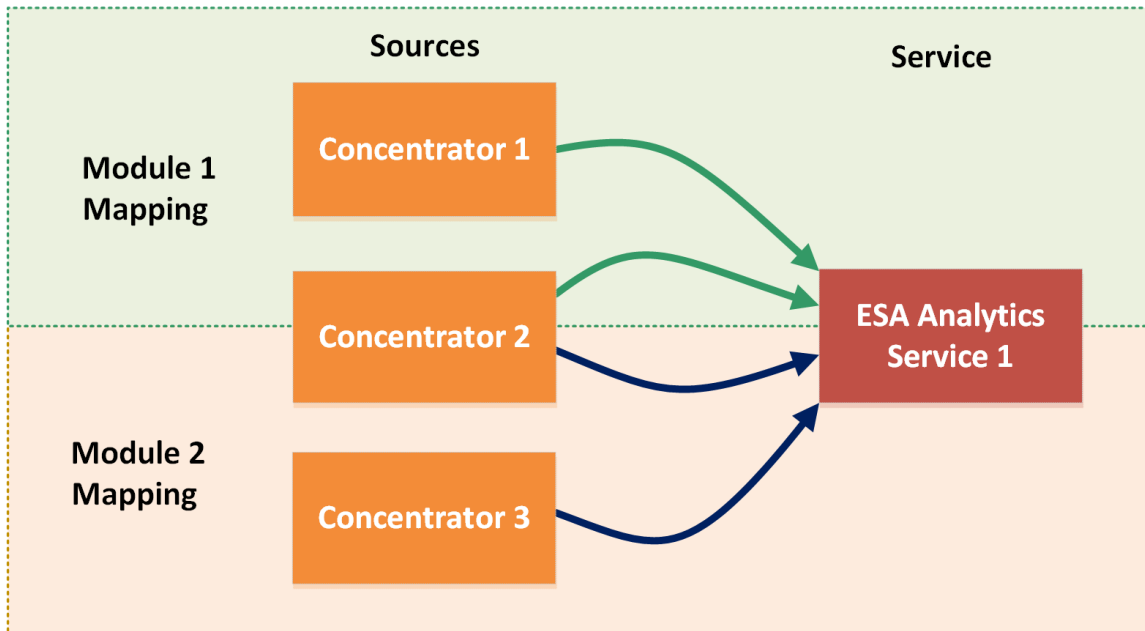 Sources
Service
Concentrator 1
Module 1
Mapping
Concentrator 2
ESA Analytics
Service 1
Module 2
Mapping
Concentrator 3